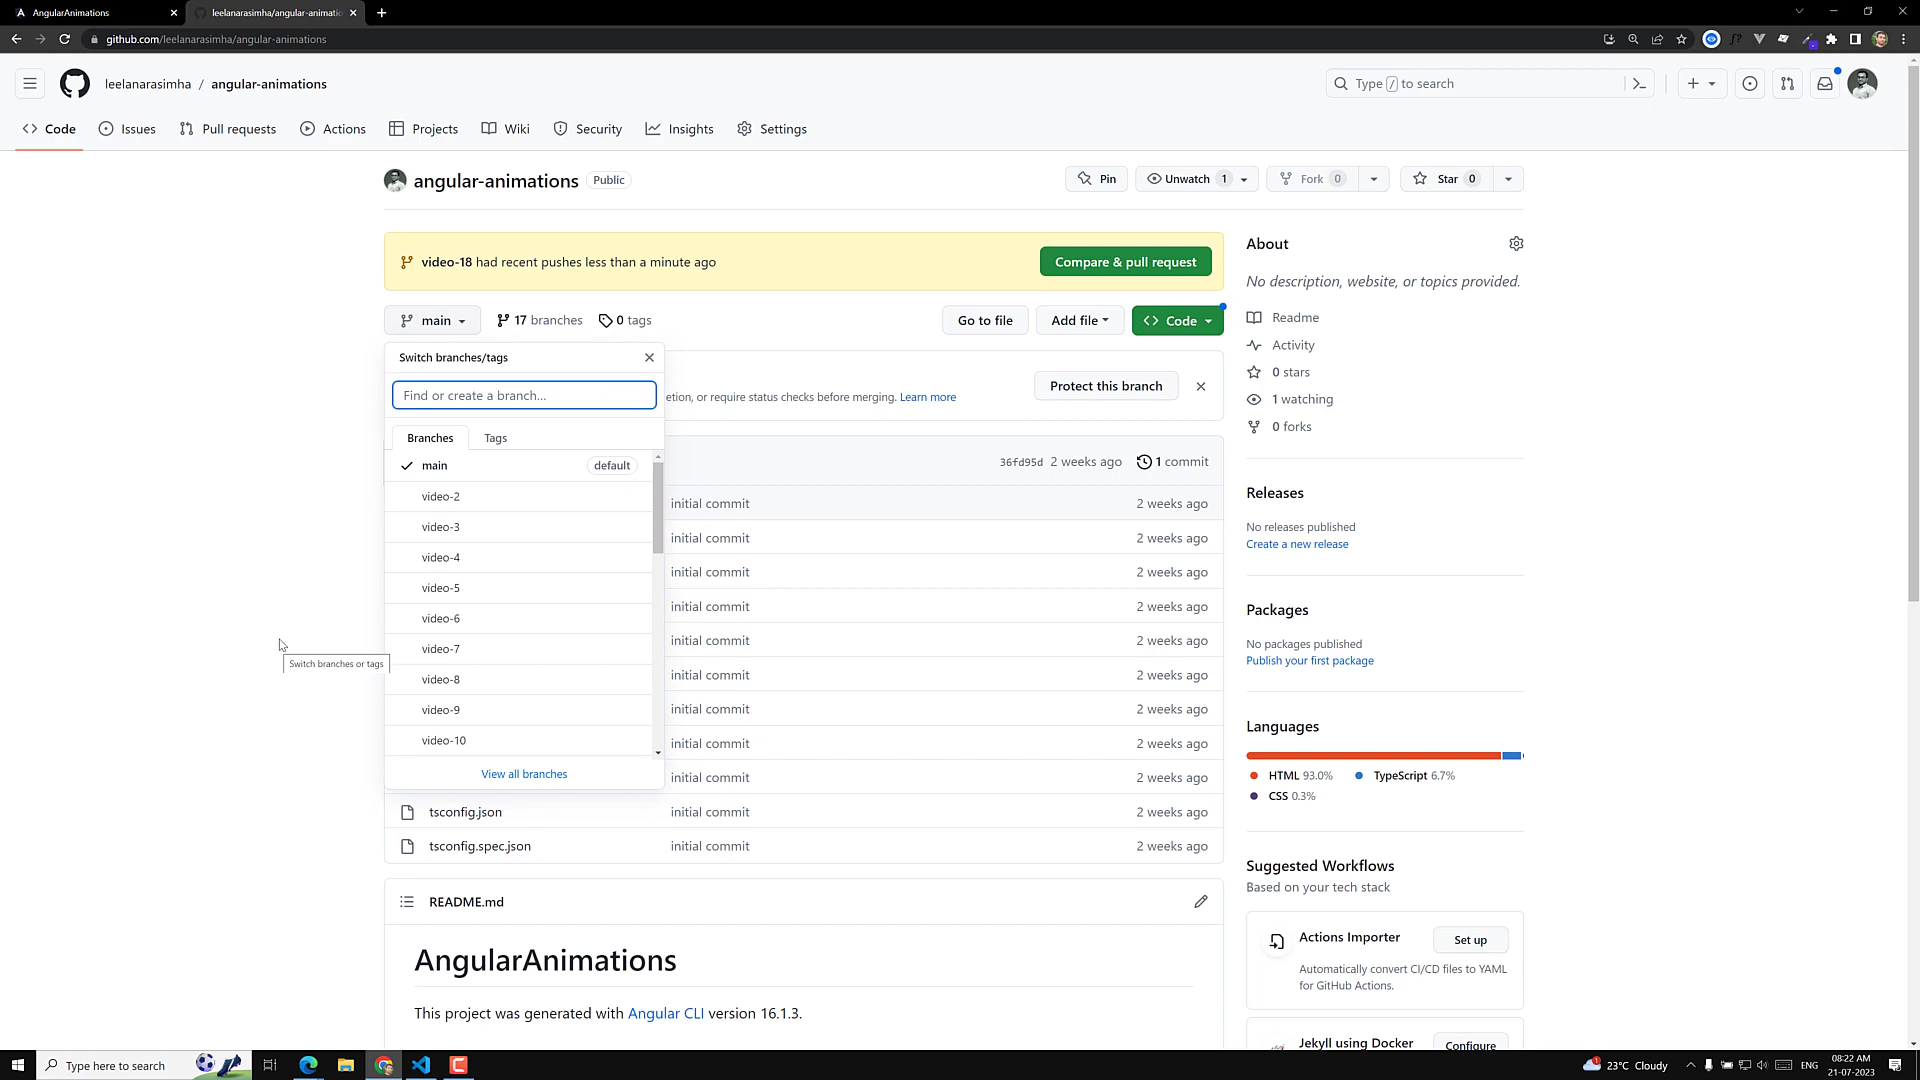 AngularAnimations
leelanarasimha/angular-animatio
github.com/leelanarasimha/angular-animations
leelanarasimha / angular-animations
Type / to search
Code Issues Pull requests Actions Projects Wiki Security Insights Settings
angular-animations Public
Pin Unwatch 1 Fork 0 Star 0
video-18 had recent pushes less than a minute ago Compare & pull request
main 17 branches 0 tags Go to file Add file Code
Switch branches/tags
Find or create a branch...
Branches Tags
main default
video-2
video-3
video-4
video-5
video-6
video-7
video-8
video-9
video-10
View all branches
Switch branches or tags
Protect this branch
etion, or require status checks before merging. Learn more
36fd95d 2 weeks ago 1 commit
initial commit 2 weeks ago
initial commit 2 weeks ago
initial commit 2 weeks ago
initial commit 2 weeks ago
initial commit 2 weeks ago
initial commit 2 weeks ago
initial commit 2 weeks ago
initial commit 2 weeks ago
initial commit 2 weeks ago
tsconfig.json initial commit 2 weeks ago
tsconfig.spec.json initial commit 2 weeks ago
README.md
AngularAnimations
This project was generated with Angular CLI version 16.1.3.
About
No description, website, or topics provided.
Readme
Activity
0 stars
1 watching
0 forks
Releases
No releases published
Create a new release
Packages
No packages published
Publish your first package
Languages
HTML 93.0% TypeScript 6.7%
CSS 0.3%
Suggested Workflows
Based on your tech stack
Actions Importer Set up
Automatically convert CI/CD files to YAML
for GitHub Actions.
Jekyll using Docker Configure
Type here to search
23°C Cloudy
ENG
08:22 AM
21-07-2023